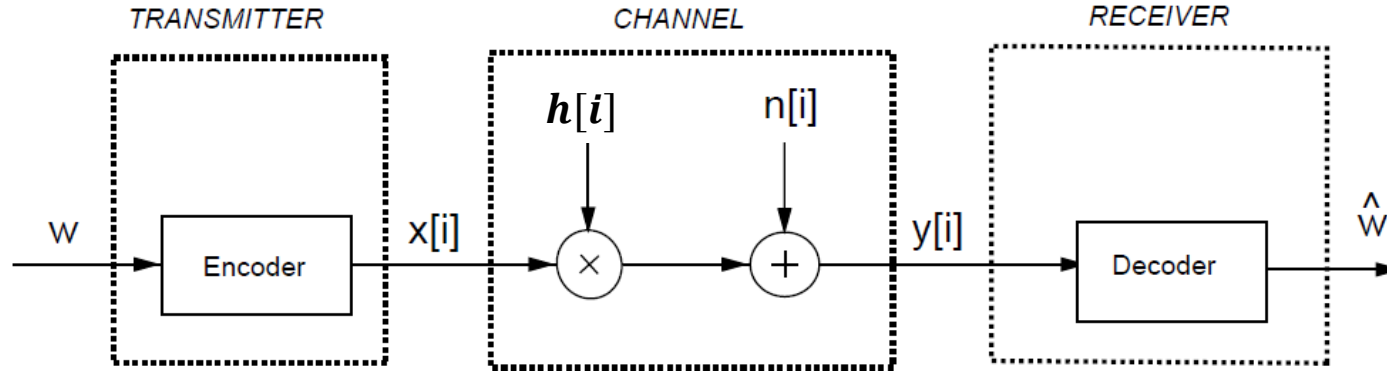 TRANSMITTER CHANNEL RECEIVER
h[i] n[i]
w Encoder x[i] × + y[i] Decoder ŵ